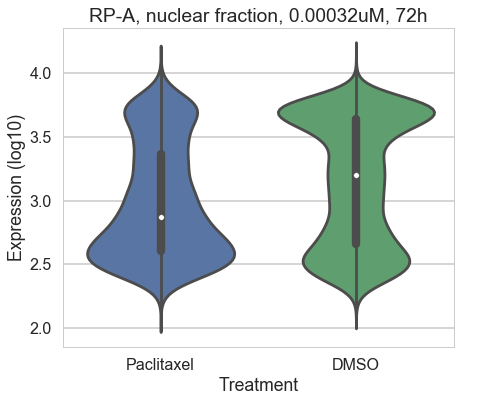 RP-A, nuclear fraction, 0.00032uM, 72h
Expression (log10)
4.0
3.5
3.0
2.5
2.0
Paclitaxel
DMSO
Treatment